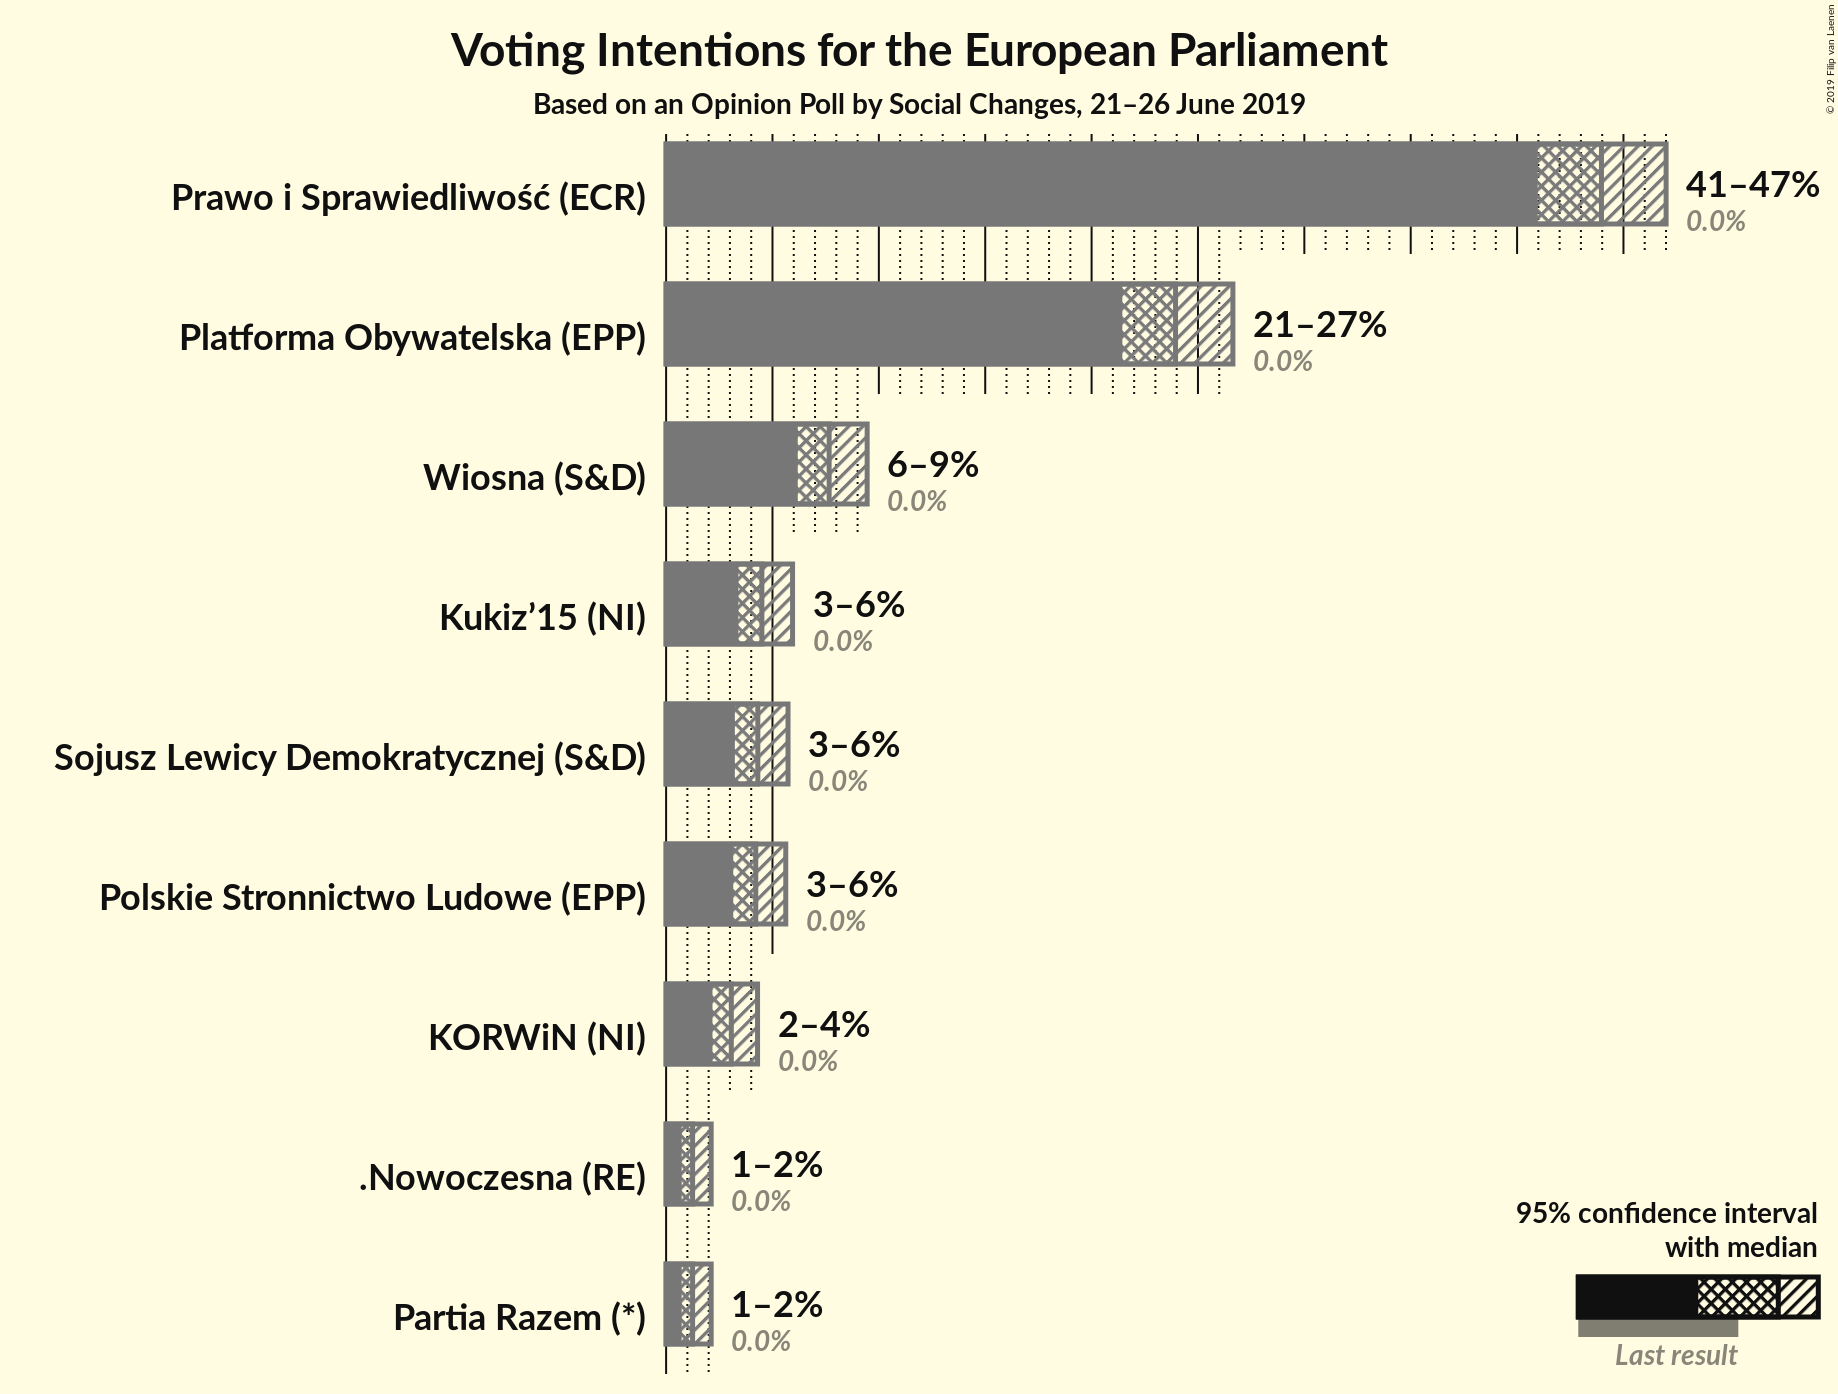 Voting Intentions for the European Parliament
Based on an Opinion Poll by Social Changes, 21–26 June 2019
© 2019 Filip van Laenen
Prawo i Sprawiedliwość (ECR)
41–47%
0.0%
Platforma Obywatelska (EPP)
21–27%
0.0%
Wiosna (S&D)
6–9%
0.0%
Kukiz’15 (NI)
3–6%
0.0%
Sojusz Lewicy Demokratycznej (S&D)
3–6%
0.0%
Polskie Stronnictwo Ludowe (EPP)
3–6%
0.0%
KORWiN (NI)
2–4%
0.0%
.Nowoczesna (RE)
1–2%
0.0%
Partia Razem (*)
1–2%
0.0%
95% confidence interval
with median
Last result